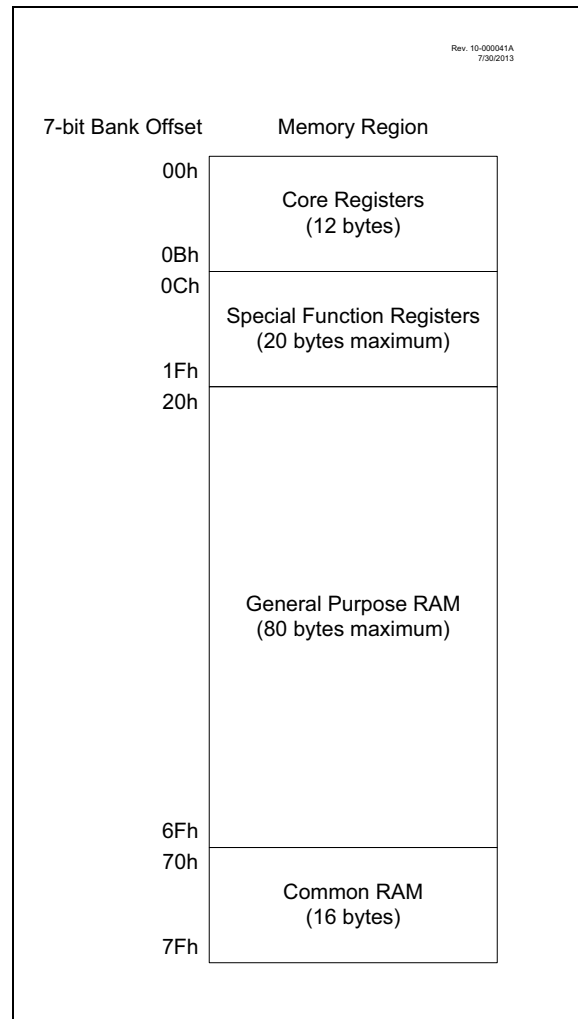 Rev. 10-000041A
7/30/2013
7-bit Bank Offset Memory Region
00h
Core Registers
(12 bytes)
0Bh
0Ch
Special Function Registers
(20 bytes maximum)
1Fh
20h
General Purpose RAM
(80 bytes maximum)
6Fh
70h
Common RAM
(16 bytes)
7Fh